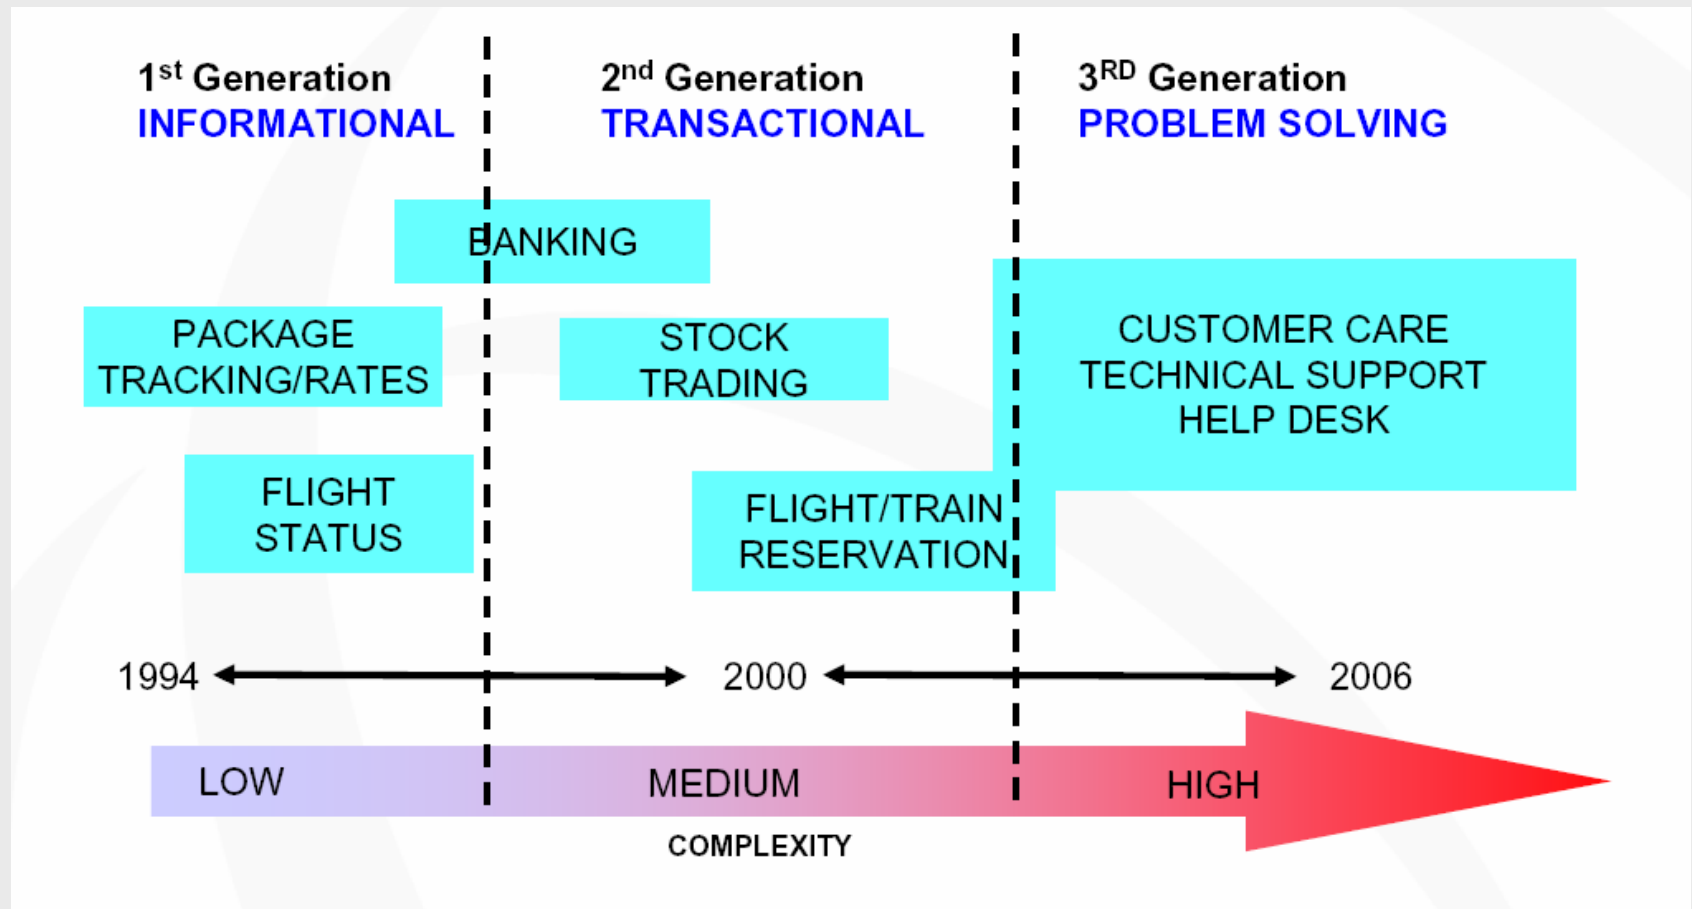 1st Generation
INFORMATIONAL
2nd Generation
TRANSACTIONAL
3RD Generation
PROBLEM SOLVING
BANKING
PACKAGE
TRACKING/RATES
STOCK
TRADING
CUSTOMER CARE
TECHNICAL SUPPORT
HELP DESK
FLIGHT
STATUS
FLIGHT/TRAIN
RESERVATION
1994
2000
2006
LOW
MEDIUM
HIGH
COMPLEXITY